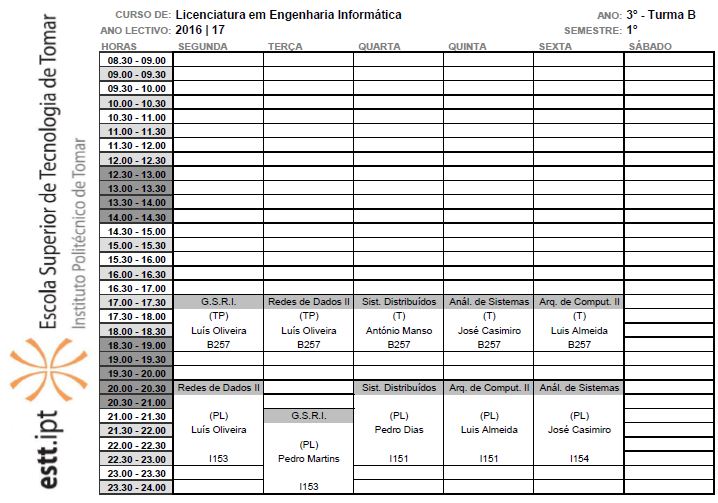 CURSO DE: Licenciatura em Engenharia Informática ANO: 3º - Turma B
ANO LECTIVO: 2016 | 17 SEMESTRE: 1º
HORAS SEGUNDA TERÇA QUARTA QUINTA SEXTA SÁBADO
08.30 - 09.00
09.00 - 09.30
09.30 - 10.00
10.00 - 10.30
10.30 - 11.00
11.00 - 11.30
11.30 - 12.00
12.00 - 12.30
12.30 - 13.00
13.00 - 13.30
13.30 - 14.00
14.00 - 14.30
14.30 - 15.00
15.00 - 15.30
15.30 - 16.00
16.00 - 16.30
16.30 - 17.00
17.00 - 17.30 G.S.R.I. Redes de Dados II Sist. Distribuídos Anál. de Sistemas Arq. de Comput. II
17.30 - 18.00 (TP) (TP) (T) (T) (T)
18.00 - 18.30 Luís Oliveira Luís Oliveira António Manso José Casimiro Luis Almeida
18.30 - 19.00 B257 B257 B257 B257 B257
19.00 - 19.30
19.30 - 20.00
20.00 - 20.30 Redes de Dados II Sist. Distribuídos Arq. de Comput. II Anál. de Sistemas
20.30 - 21.00
21.00 - 21.30 (PL) G.S.R.I. (PL) (PL) (PL)
21.30 - 22.00 Luís Oliveira Pedro Dias Luis Almeida José Casimiro
22.00 - 22.30 (PL)
22.30 - 23.00 I153 Pedro Martins I151 I151 I154
23.00 - 23.30
23.30 - 24.00 I153
Escola Superior de Tecnologia de Tomar
Instituto Politécnico de Tomar
estt.ipt